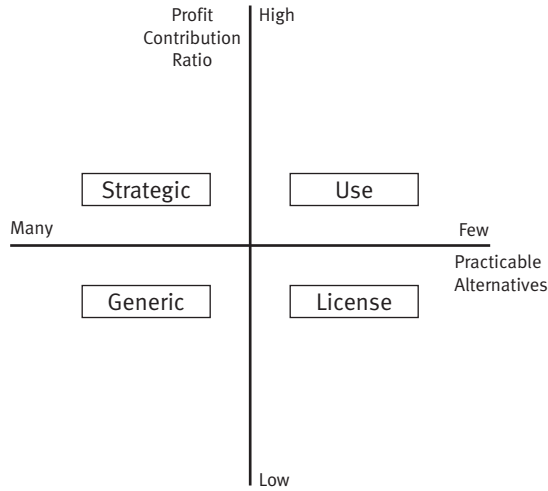 Profit
Contribution
Ratio
High
Strategic
Use
Many
Few
Practicable
Alternatives
Generic
License
Low